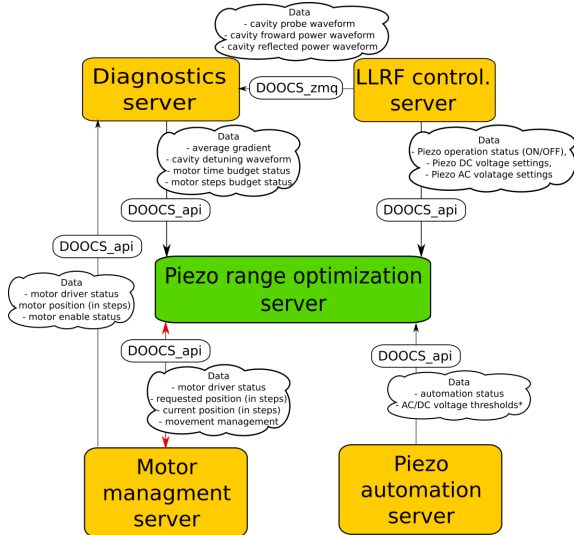 Data
- cavity probe waveform
- cavity froward power waveform
- cavity reflected power waveform
Diagnostics
server
DOOCS_zmq
LLRF control.
server
Data
- average gradient
- cavity detuning waveform
- motor time budget status
- motor steps budget status
Data
- Piezo operation status (ON/OFF),
- Piezo DC voltage settings,
- Piezo AC volatage settings
DOOCS_api
DOOCS_api
DOOCS_api
Piezo range optimization
server
Data
- motor driver status
motor position (in steps)
- motor enable status
DOOCS_api
DOOCS_api
Data
- motor driver status
- requested position (in steps)
- current position (in steps)
- movement management
Data
- automation status
- AC/DC voltage thresholds*
Motor
managment
server
Piezo
automation
server